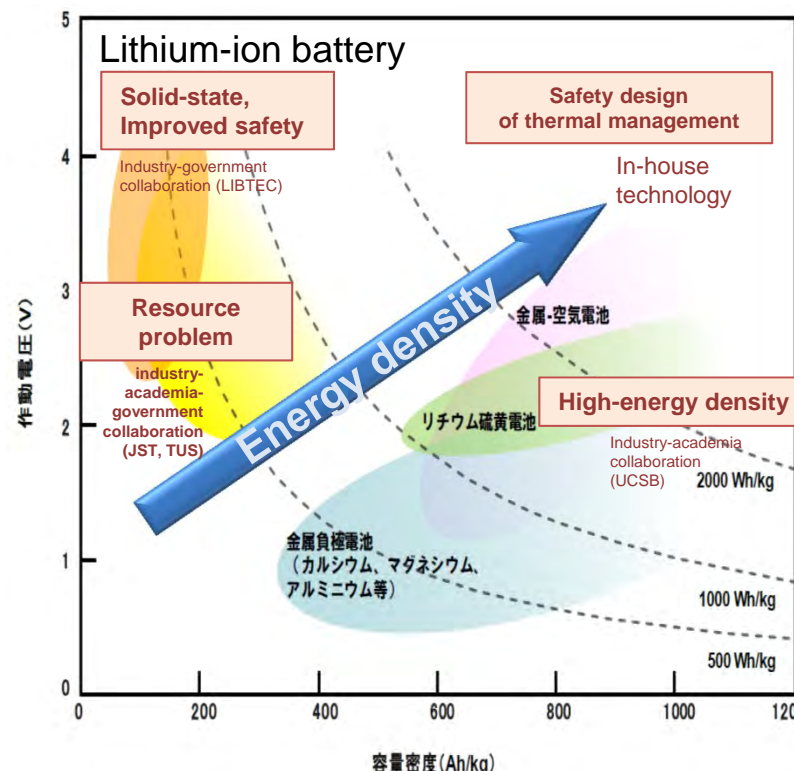 Lithium-ion battery
Solid-state,
Improved safety
Industry-government
collaboration (LIBTEC)
Safety design
of thermal management
In-house
technology
Resource
problem
industry-
academia-
government
collaboration
(JST, TUS)
Energy density
金属-空気電池
リチウム硫黄電池
High-energy density
Industry-academia
collaboration
(UCSB)
金属負極電池
(カルシウム、マダネシウム、
アルミニウム等)
2000 Wh/kg
1000 Wh/kg
500 Wh/kg
作動電圧(V)
5
4
3
2
1
0
0
200
400
600
800
1000
120
容量密度(Ah/kg)